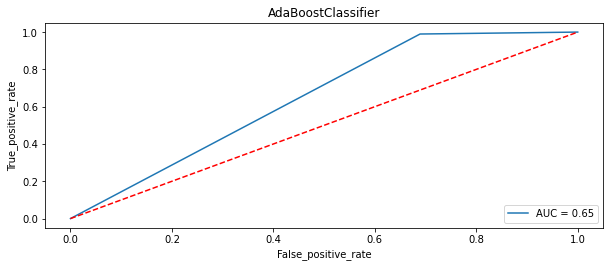 AdaBoostClassifier
1.0
0.8
0.6
0.4
0.2
0.0
True_positive_rate
AUC = 0.65
0.0 0.2 0.4 0.6 0.8 1.0
False_positive_rate